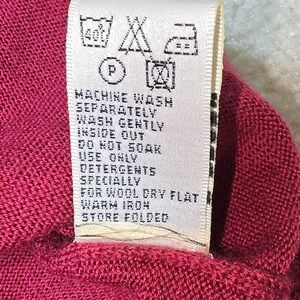 40°
P
MACHINE WASH
SEPARATELY
WASH GENTLY
INSIDE OUT
DO NOT SOAK
USE ONLY
DETERGENTS
SPECIALLY
FOR WOOL DRY FLAT
WARM IRON
STORE FOLDED